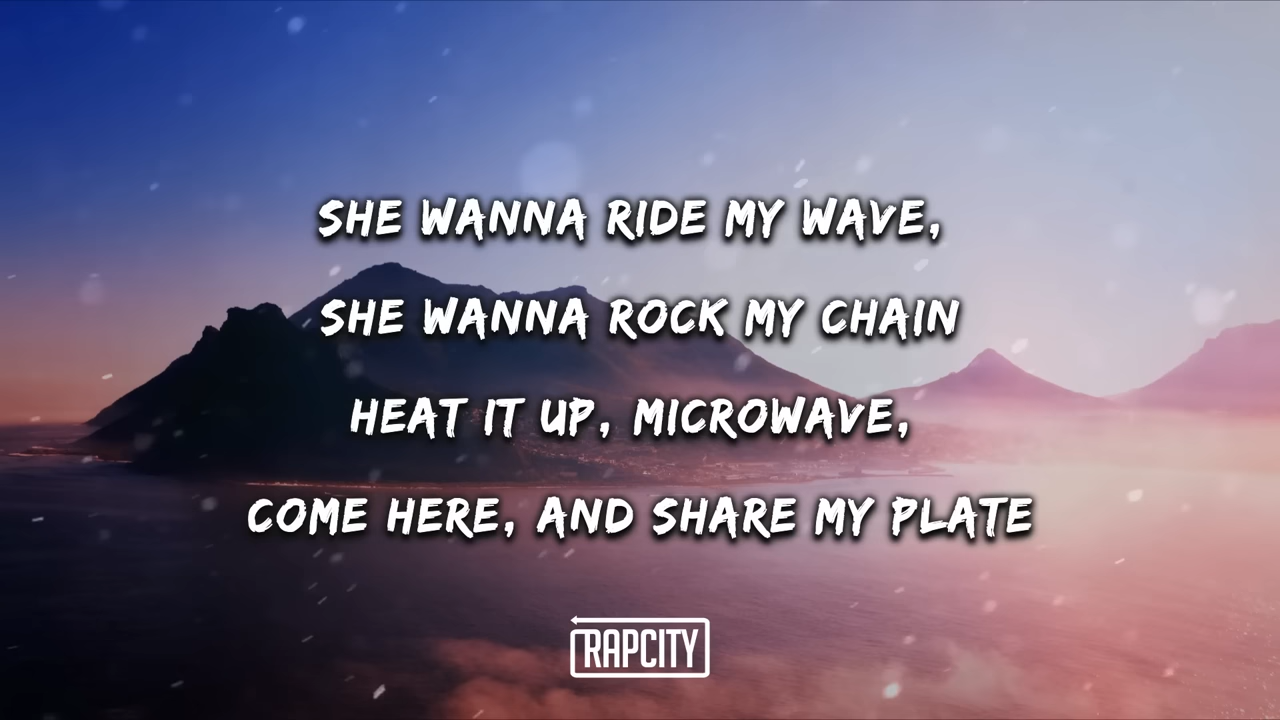 SHE WANNA RIDE MY WAVE,
SHE WANNA ROCK MY CHAIN
HEAT IT UP, MICROWAVE,
COME HERE, AND SHARE MY PLATE
RAPCITY